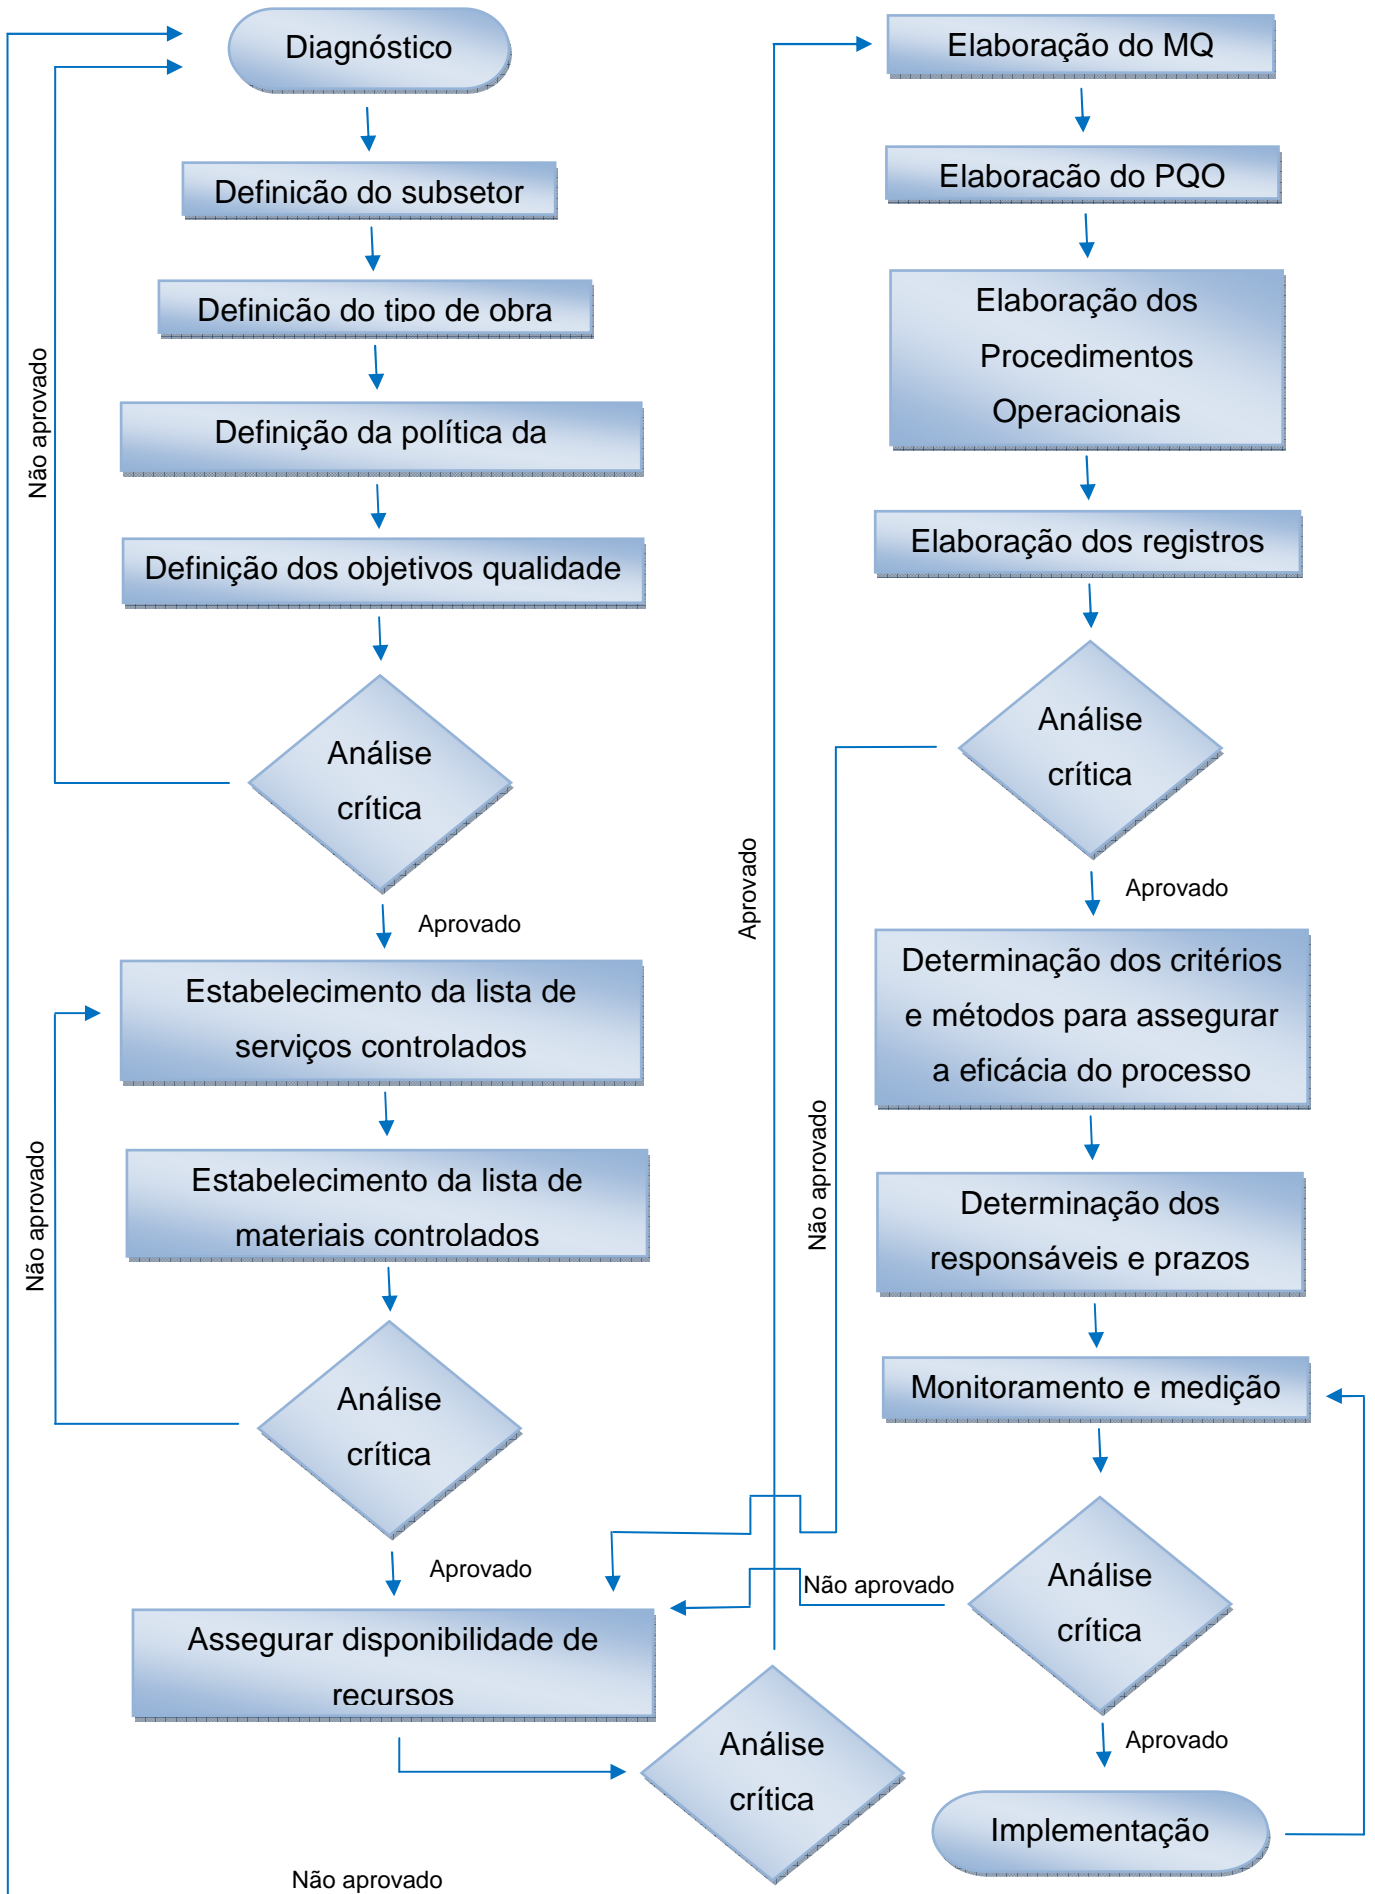 Diagnóstico
Definicão do subsetor
Definicão do tipo de obra
Definição da política da
Definição dos objetivos qualidade
Análise
crítica
Não aprovado
Aprovado
Estabelecimento da lista de
serviços controlados
Estabelecimento da lista de
materiais controlados
Análise
crítica
Não aprovado
Aprovado
Assegurar disponibilidade de
recursos
Análise
crítica
Não aprovado
Aprovado
Elaboração do MQ
Elaboracão do PQO
Elaboração dos
Procedimentos
Operacionais
Elaboração dos registros
Análise
crítica
Não aprovado
Aprovado
Determinação dos critérios
e métodos para assegurar
a eficácia do processo
Determinação dos
responsáveis e prazos
Monitoramento e medição
Análise
crítica
Não aprovado
Aprovado
Implementação